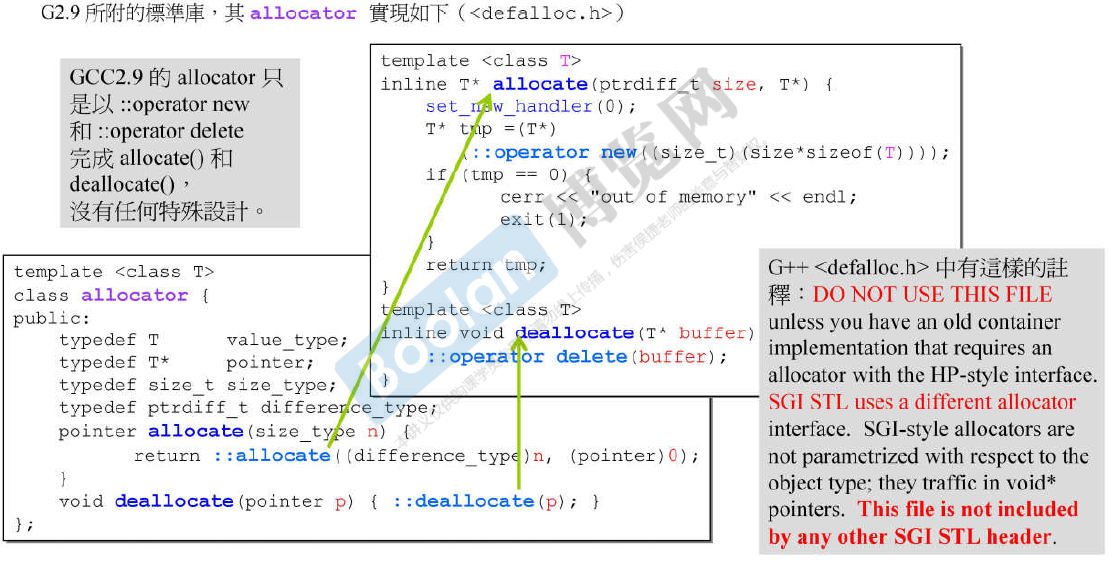 G2.9 所附的標準庫，其 allocator 實現如下（<defalloc.h>）
GCC2.9 的 allocator 只
是以 ::operator new
和 ::operator delete
完成 allocate() 和
deallocate()，
沒有任何特殊設計。
template <class T>
inline T* allocate(ptrdiff_t size, T*) {
    set_new_handler(0);
    T* tmp =(T*)
        (::operator new((size_t)(size*sizeof(T))));
    if (tmp == 0) {
            cerr << "out of memory" << endl;
            exit(1);
    }
    return tmp;
}
template <class T>
inline void deallocate(T* buffer)
    ::operator delete(buffer);
}
template <class T>
class allocator {
public:
    typedef T      value_type;
    typedef T*     pointer;
    typedef size_t size_type;
    typedef ptrdiff_t difference_type;
    pointer allocate(size_type n) {
            return ::allocate((difference_type)n, (pointer)0);
    }
    void deallocate(pointer p) { ::deallocate(p); }
};
G++ <defalloc.h> 中有這樣的註
釋：DO NOT USE THIS FILE
unless you have an old container
implementation that requires an
allocator with the HP-style interface.
SGI STL uses a different allocator
interface. SGI-style allocators are
not parametrized with respect to the
object type; they traffic in void*
pointers. This file is not included
by any other SGI STL header.
Boolan 博览网